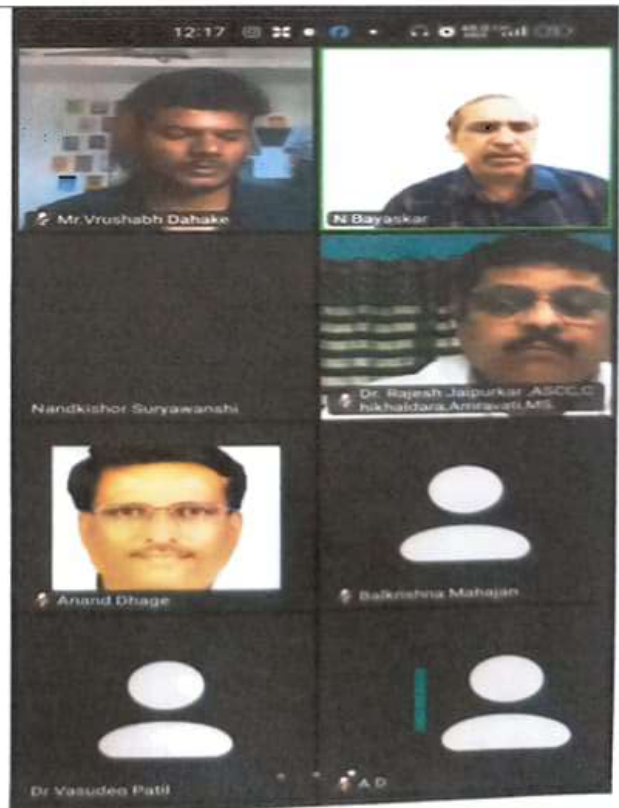 12:17
Mr.Vrushabh Dahake
N Bayaskar
Nandkishor Suryawanshi
Dr. Rajesh Jaipurkar ,ASCC,C
hikhaldara,Amravati,MS.
Anand Dhage
Balkrishna Mahajan
Dr Vasudeo Patil
A D